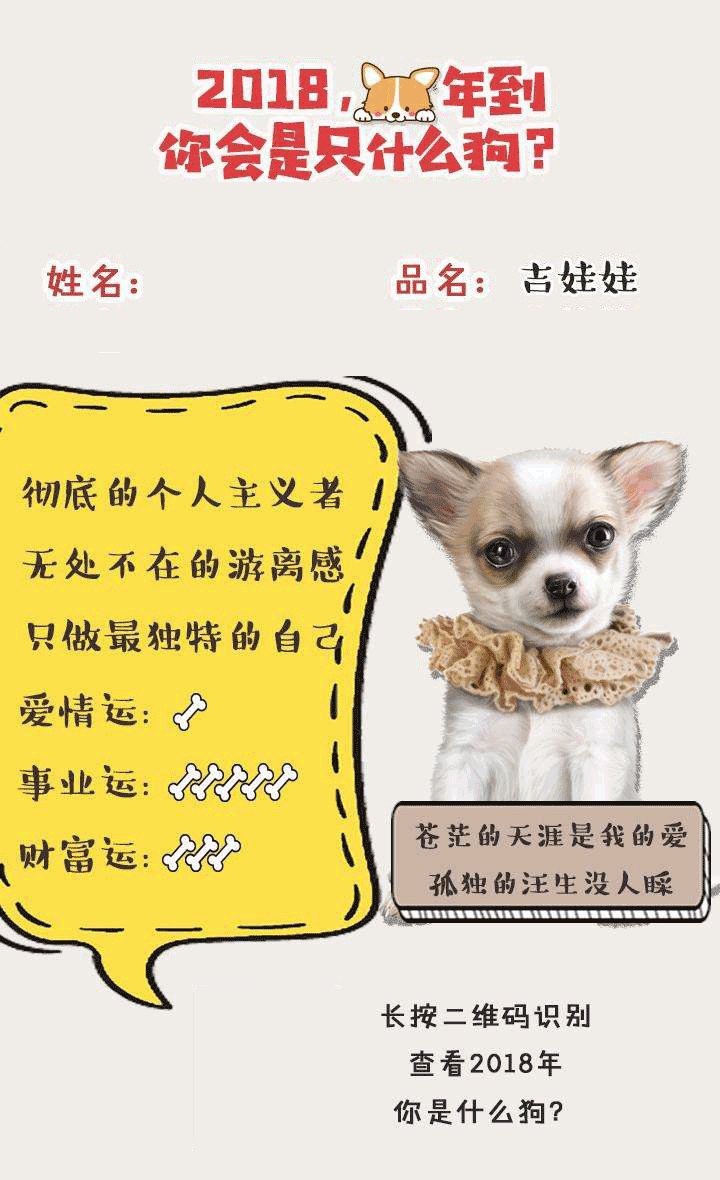 2018，年到
你会是只什么狗？
姓名：
品名：吉娃娃
彻底的个人主义者
无处不在的游离感
只做最独特的自己
爱情运：
事业运：
财富运：
苍茫的天涯是我的爱
孤独的汪生没人睬
长按二维码识别
查看2018年
你是什么狗？